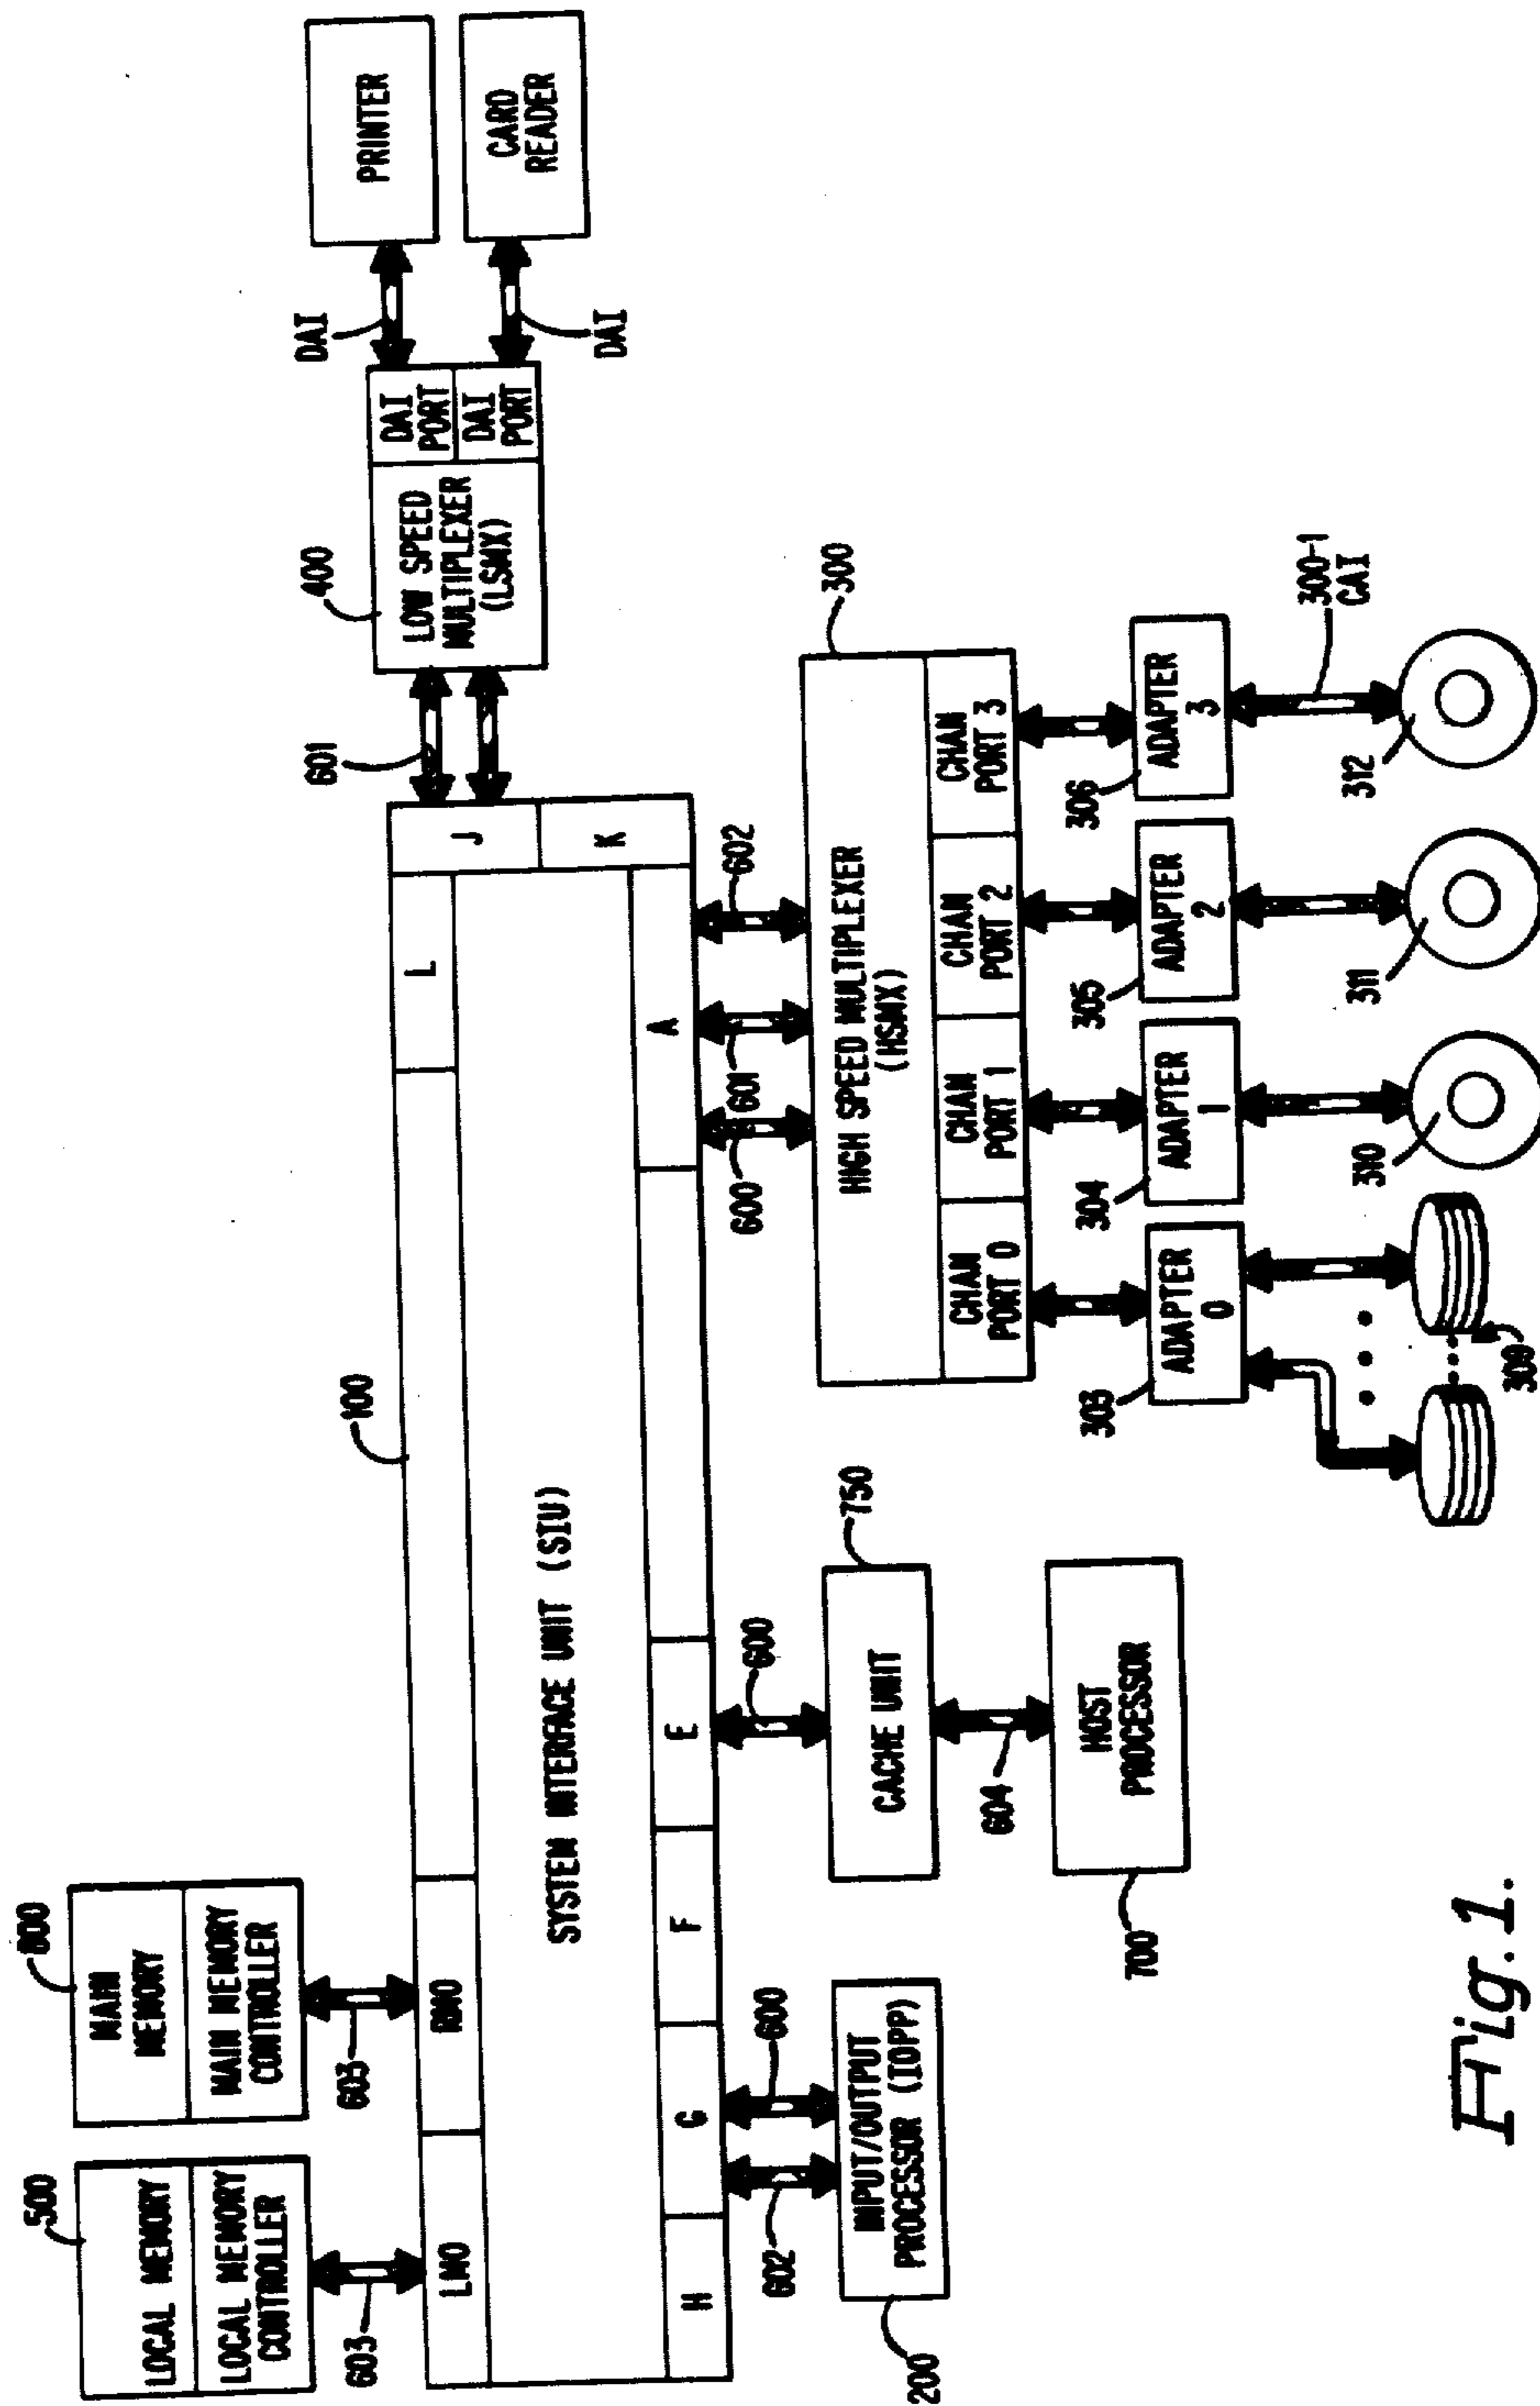 500
LOCAL MEMORY
LOCAL MEMORY
CONTROLLER
603
800
MAIN
MEMORY
MAIN MEMORY
CONTROLLER
603
LMO
RMO
100
L
J
K
SYSTEM INTERFACE UNIT (SIU)
H
G
F
E
A
601
400
LOW SPEED
MULTIPLEXER
(LSMX)
DAI
PORT
DAI
PORT
DAI
DAI
PRINTER
CARD
READER
602
600
INPUT/OUTPUT
PROCESSOR (IOPP)
200
600
750
CACHE UNIT
604
HOST
PROCESSOR
700
600
601
602
300
HIGH SPEED MULTIPLEXER
(HSMX)
CHAN
PORT 0
CHAN
PORT 1
CHAN
PORT 2
CHAN
PORT 3
303
ADAPTER
0
304
ADAPTER
1
305
ADAPTER
2
306
ADAPTER
3
300-1
CAI
309
310
311
312
Fig. 1.